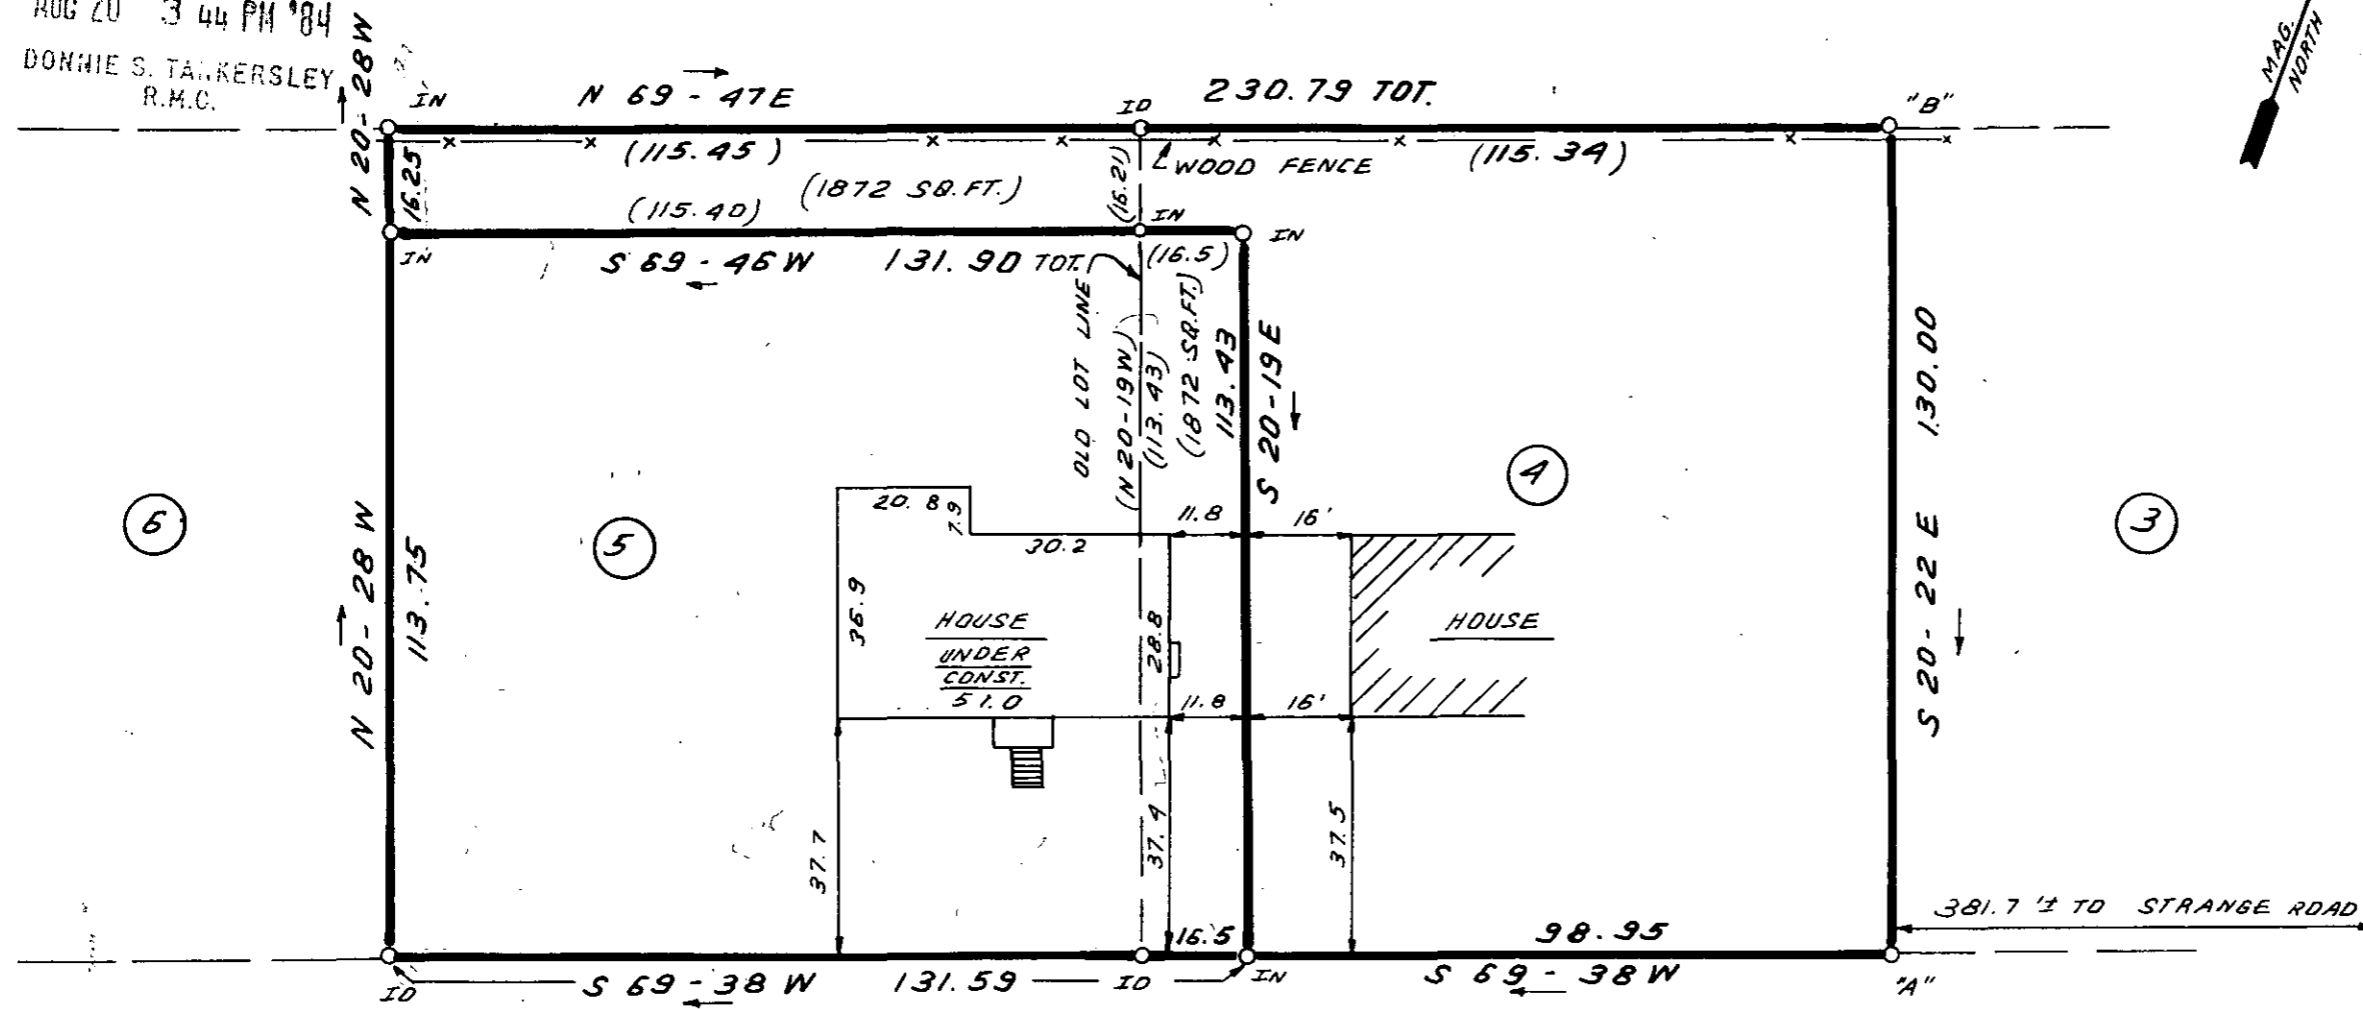 AUG 20 3 44 PM '84
DONNIE S. TANKERSLEY
R.M.C.
MAG. NORTH
N 20-28W
IN
N 69-47E
ID
230.79 TOT.
"B"
16.25
(115.45)
(16.21)
WOOD FENCE
(115.34)
(1872 SQ.FT.)
(115.40)
IN
IN
IN
S 69-46W
131.90 TOT.
(16.5)
OLD LOT LINE
(N 20-19W)
(113.43)
(1872 SQ.FT.)
113.43
S 20-19E
130.00
S 20-22 E
6
5
4
3
N 20-28 W
113.75
20.8
7.9
30.2
11.8
16'
36.9
HOUSE
UNDER
CONST.
51.0
28.8
HOUSE
11.8
16'
37.7
37.4
37.5
16.5
98.95
381.7'± TO STRANGE ROAD
ID
S 69-38 W
131.59
ID
IN
S 69-38W
"A"